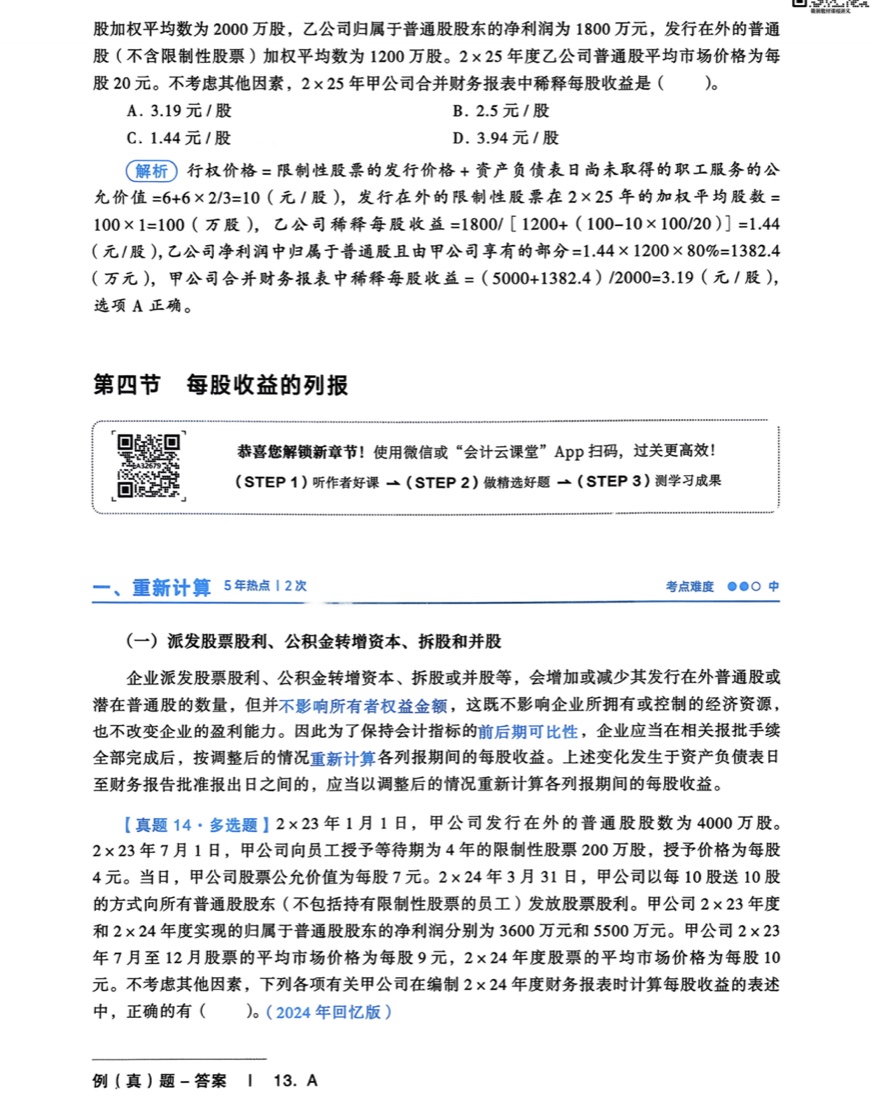 股加权平均数为 2000 万股，乙公司归属于普通股股东的净利润为 1800 万元，发行在外的普通
股（不含限制性股票）加权平均数为 1200 万股。2×25 年度乙公司普通股平均市场价格为每
股 20 元。不考虑其他因素，2×25 年甲公司合并财务报表中稀释每股收益是（　　）。
A. 3.19 元 / 股　　B. 2.5 元 / 股
C. 1.44 元 / 股　　D. 3.94 元 / 股
解析 行权价格 = 限制性股票的发行价格 + 资产负债表日尚未取得的职工服务的公
允价值 =6+6×2/3=10（元 / 股），发行在外的限制性股票在 2×25 年的加权平均股数 =
100×1=100（万股），乙公司稀释每股收益 =1800/［1200+（100-10×100/20）］=1.44
（元/股），乙公司净利润中归属于普通股且由甲公司享有的部分=1.44×1200×80%=1382.4
（万元），甲公司合并财务报表中稀释每股收益 =（5000+1382.4）/2000=3.19（元 / 股），
选项 A 正确。
第四节　每股收益的列报
恭喜您解锁新章节！使用微信或“会计云课堂”App 扫码，过关更高效！
（STEP 1）听作者好课 → （STEP 2）做精选好题 → （STEP 3）测学习成果
一、重新计算 5年热点 | 2次　　考点难度 ●●○ 中
（一）派发股票股利、公积金转增资本、拆股和并股
企业派发股票股利、公积金转增资本、拆股或并股等，会增加或减少其发行在外普通股或
潜在普通股的数量，但并不影响所有者权益金额，这既不影响企业所拥有或控制的经济资源，
也不改变企业的盈利能力。因此为了保持会计指标的前后期可比性，企业应当在相关报批手续
全部完成后，按调整后的情况重新计算各列报期间的每股收益。上述变化发生于资产负债表日
至财务报告批准报出日之间的，应当以调整后的情况重新计算各列报期间的每股收益。
【真题 14·多选题】2×23 年 1 月 1 日，甲公司发行在外的普通股股数为 4000 万股。
2×23 年 7 月 1 日，甲公司向员工授予等待期为 4 年的限制性股票 200 万股，授予价格为每股
4 元。当日，甲公司股票公允价值为每股 7 元。2×24 年 3 月 31 日，甲公司以每 10 股送 10 股
的方式向所有普通股股东（不包括持有限制性股票的员工）发放股票股利。甲公司 2×23 年度
和 2×24 年度实现的归属于普通股股东的净利润分别为 3600 万元和 5500 万元。甲公司 2×23
年 7 月至 12 月股票的平均市场价格为每股 9 元，2×24 年度股票的平均市场价格为每股 10
元。不考虑其他因素，下列各项有关甲公司在编制 2×24 年度财务报表时计算每股收益的表述
中，正确的有（　　）。（2024 年回忆版）
例（真）题 – 答案 | 13. A